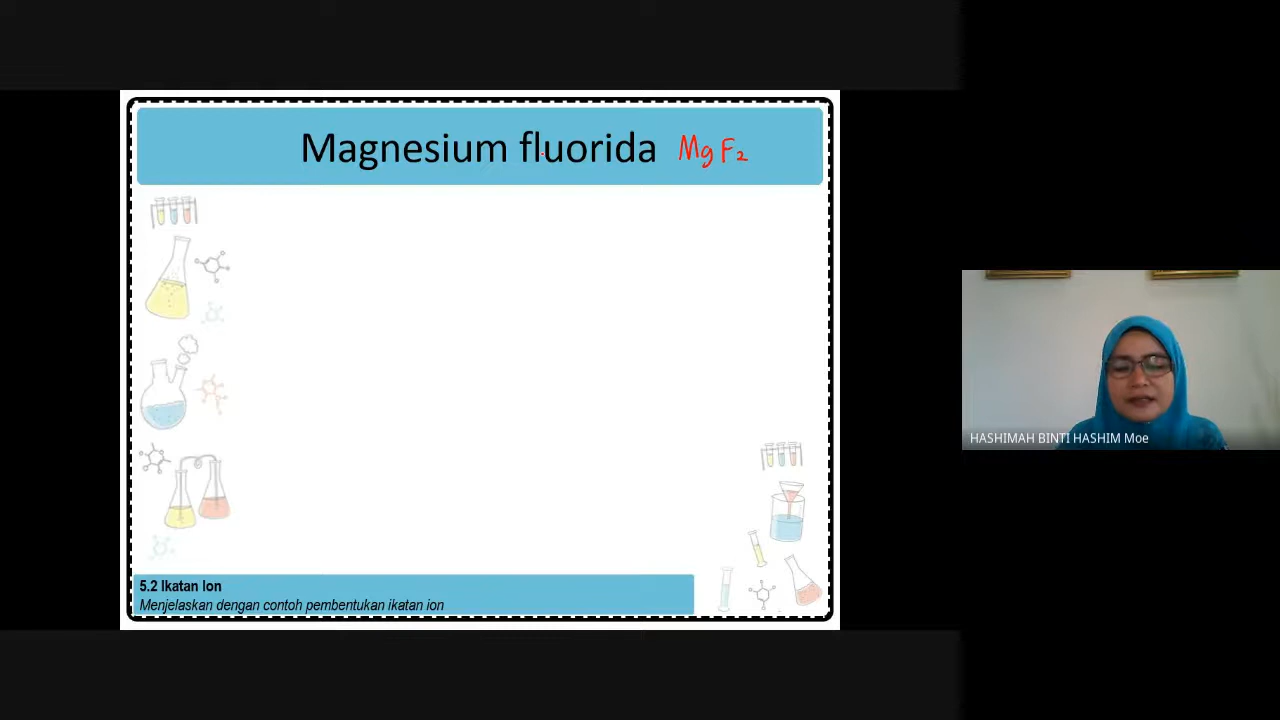 Magnesium fluorida MgF₂
HASHIMAH BINTI HASHIM Moe
5.2 Ikatan Ion
Menjelaskan dengan contoh pembentukan ikatan ion